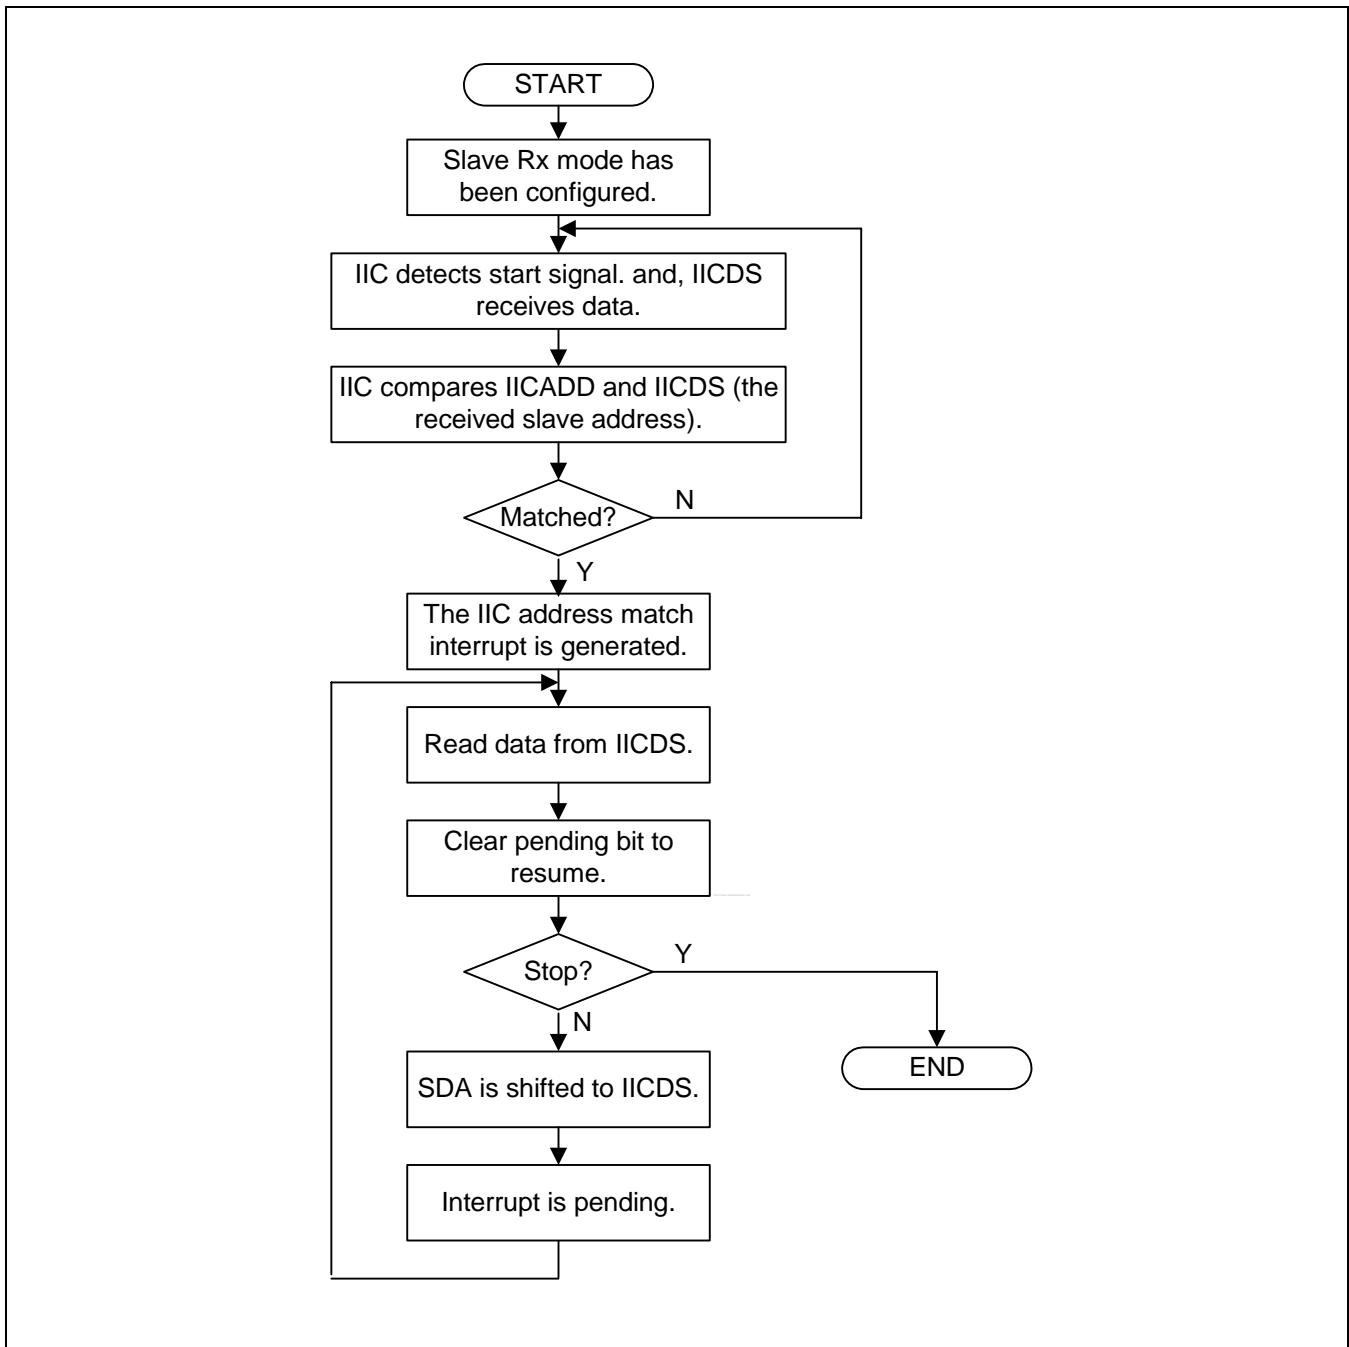 START
Slave Rx mode has
been configured.
IIC detects start signal. and, IICDS
receives data.
IIC compares IICADD and IICDS (the
received slave address).
Matched?
N
Y
The IIC address match
interrupt is generated.
Read data from IICDS.
Clear pending bit to
resume.
Stop?
Y
N
SDA is shifted to IICDS.
END
Interrupt is pending.